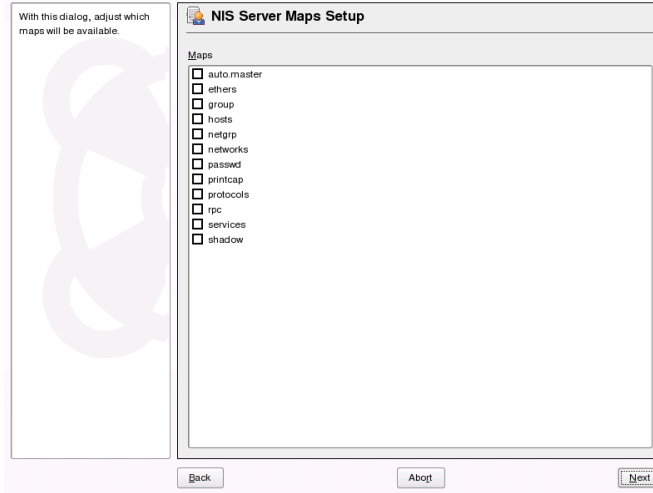 With this dialog, adjust which
maps will be available.
NIS Server Maps Setup
Maps
auto.master
ethers
group
hosts
netgrp
networks
passwd
printcap
protocols
rpc
services
shadow
Back
Abort
Next